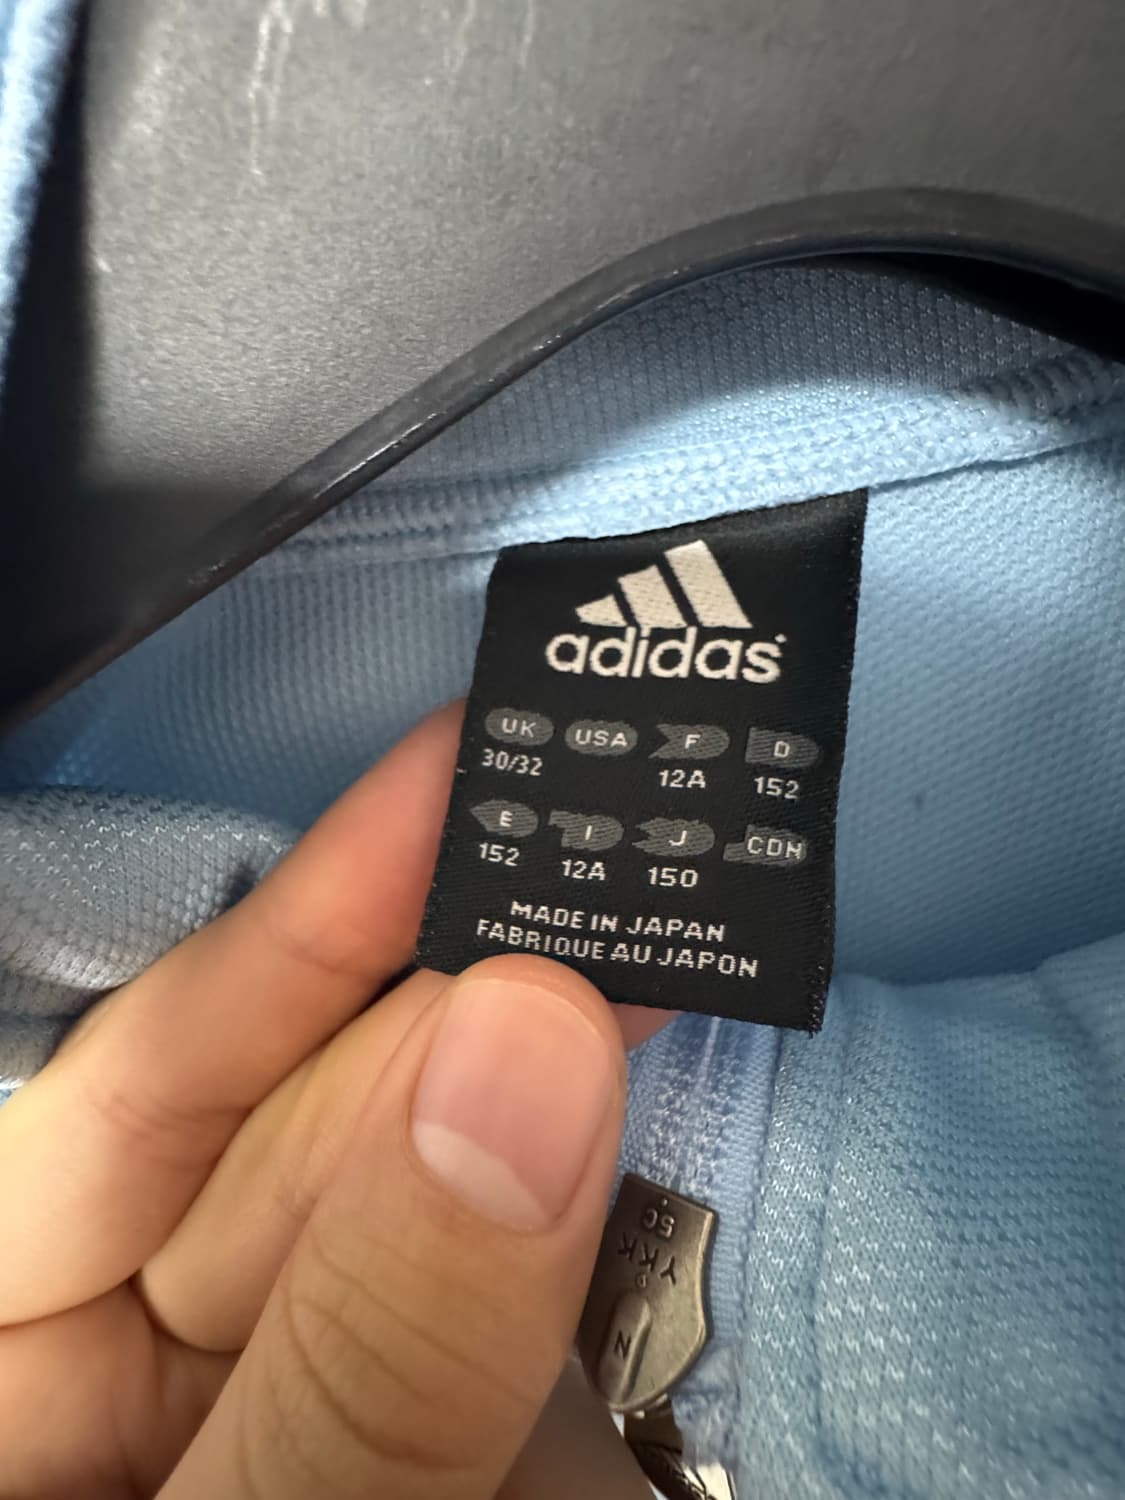 adidas
UK USA F D
30/32 12A 152
E I J CDN
152 12A 150
MADE IN JAPAN
FABRIQUE AU JAPON
5C
YKK
N